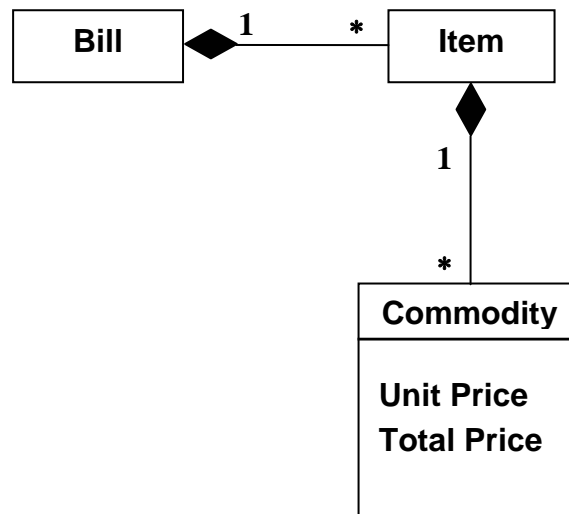 Bill
1
*
Item
1
*
Commodity
Unit Price
Total Price